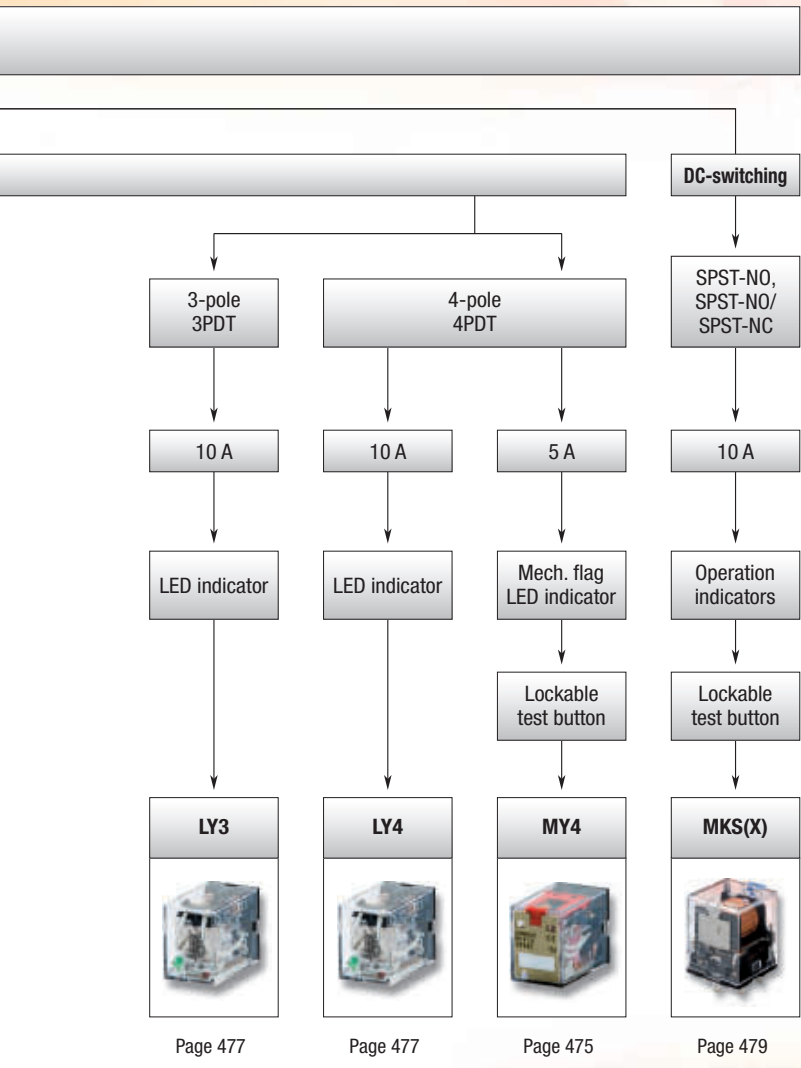 DC-switching
3-pole
3PDT
4-pole
4PDT
SPST-NO,
SPST-NO/
SPST-NC
10 A
10 A
5 A
10 A
LED indicator
LED indicator
Mech. flag
LED indicator
Operation
indicators
Lockable
test button
Lockable
test button
LY3
LY4
MY4
MKS(X)
Page 477
Page 477
Page 475
Page 479